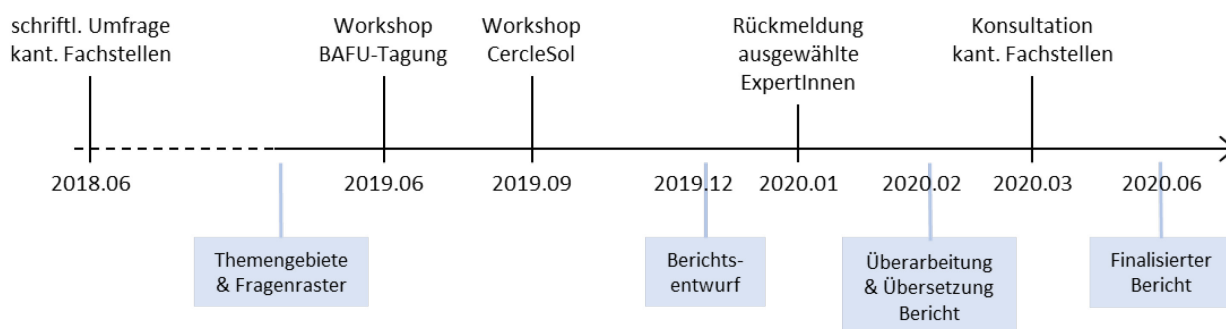 schriftl. Umfrage
kant. Fachstellen
Workshop
BAFU-Tagung
Workshop
CercleSol
Rückmeldung
ausgewählte
ExpertInnen
Konsultation
kant. Fachstellen
2018.06
2019.06
2019.09
2019.12
2020.01
2020.02
2020.03
2020.06
Themengebiete
& Fragenraster
Berichts-
entwurf
Überarbeitung
& Übersetzung
Bericht
Finalisierter
Bericht